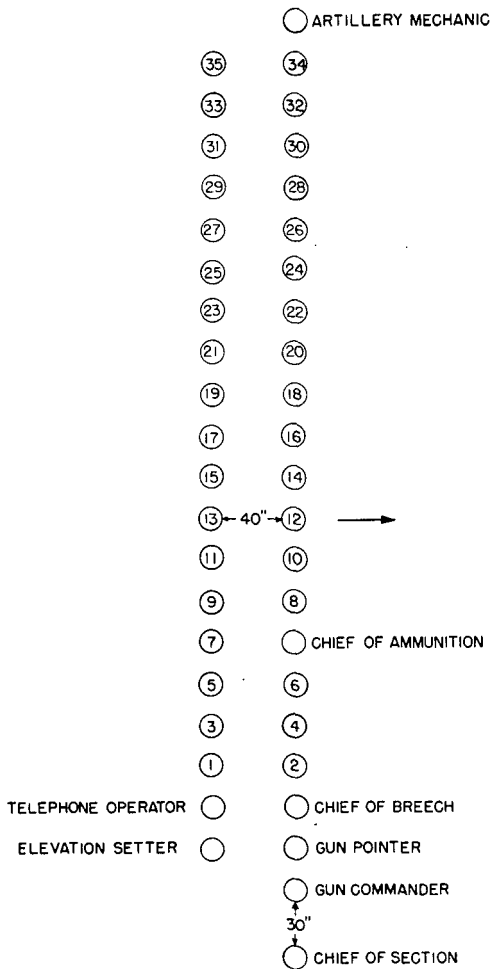 ARTILLERY MECHANIC
35 34
33 32
31 30
29 28
27 26
25 24
23 22
21 20
19 18
17 16
15 14
13 40" 12
11 10
9 8
7 CHIEF OF AMMUNITION
5 6
3 4
1 2
TELEPHONE OPERATOR CHIEF OF BREECH
ELEVATION SETTER GUN POINTER
GUN COMMANDER
30"
CHIEF OF SECTION